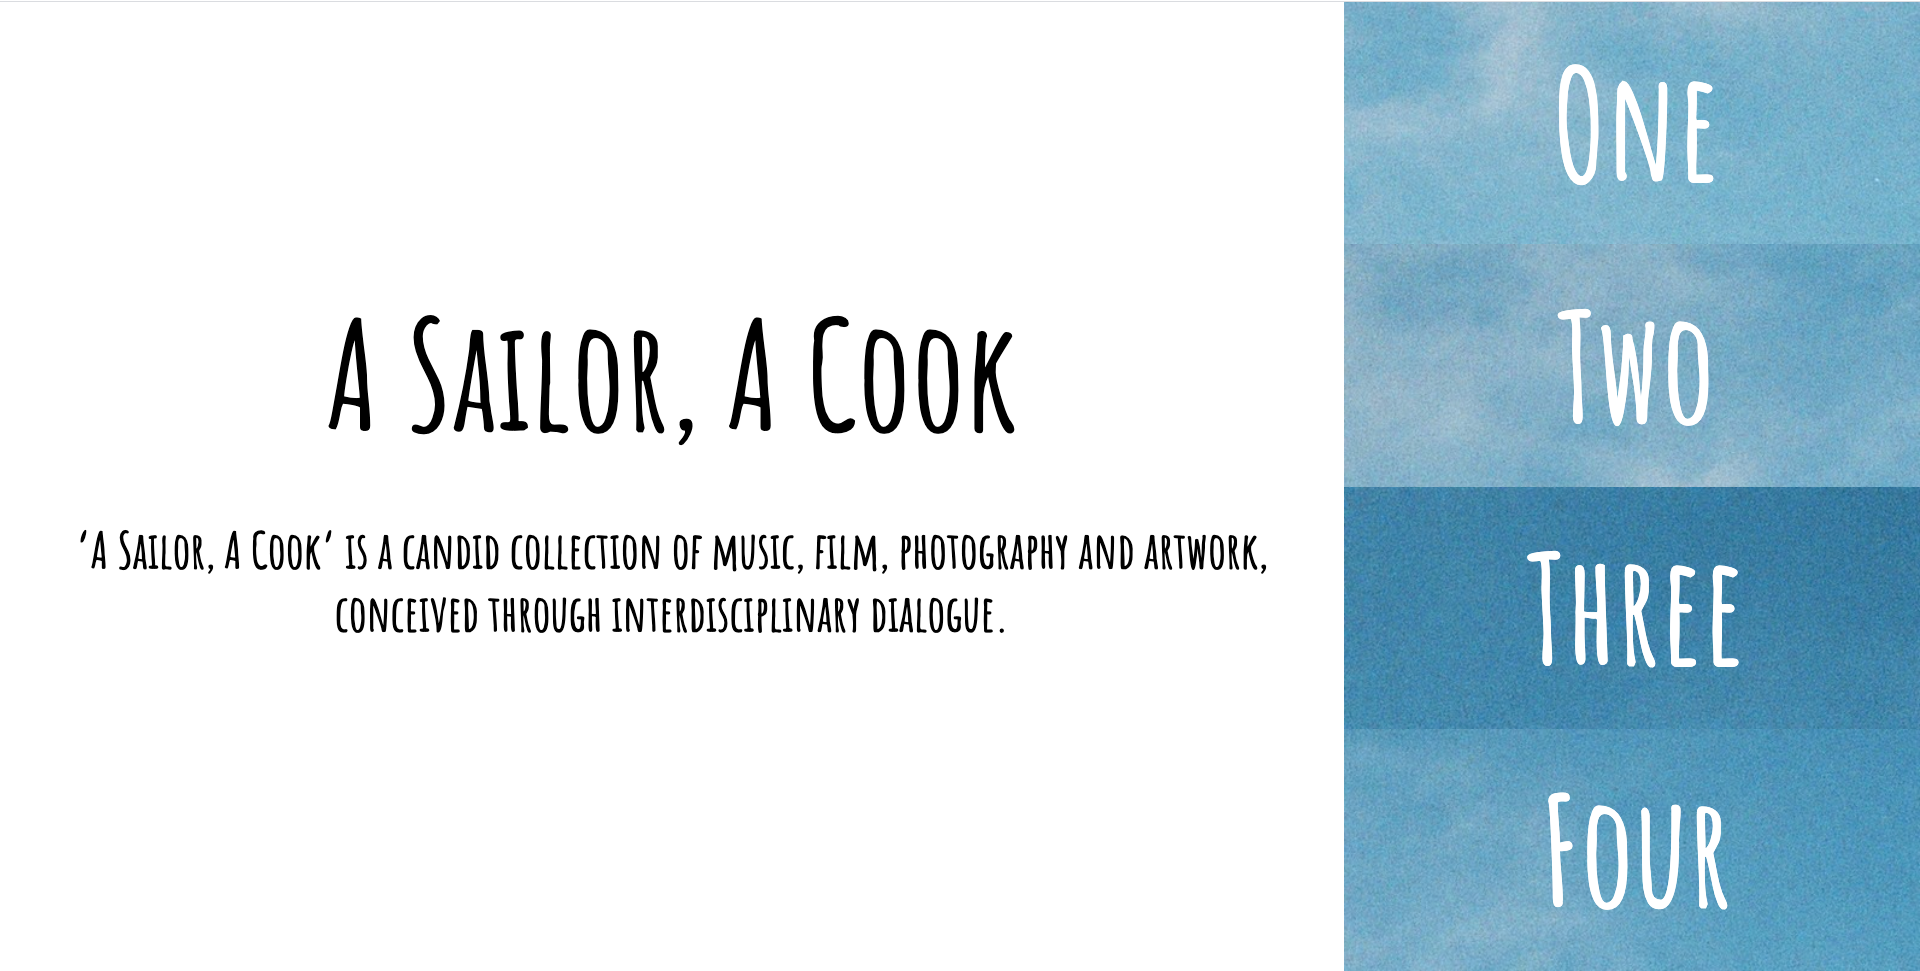 A Sailor, A Cook
‘A Sailor, A Cook’ is a candid collection of music, film, photography and artwork,
conceived through interdisciplinary dialogue.
One
Two
Three
Four